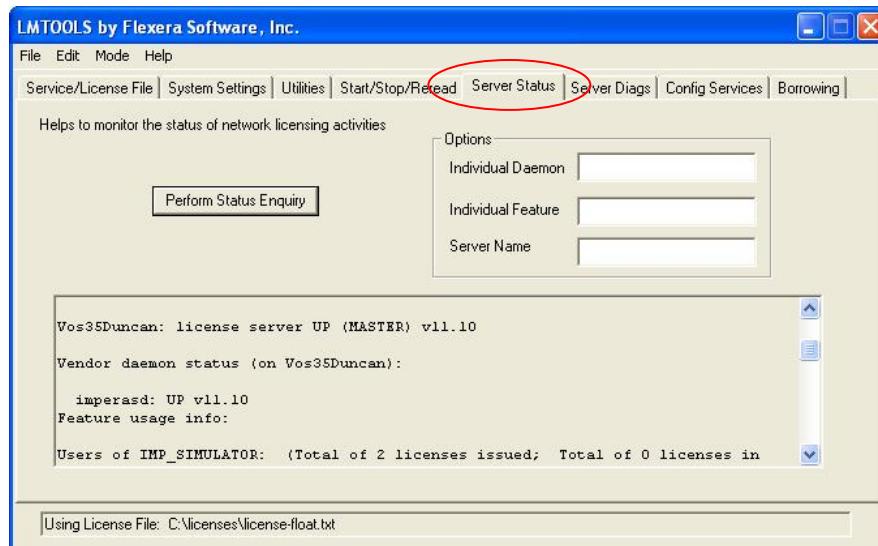 LMTOOLS by Flexera Software, Inc.
File Edit Mode Help
Service/License File System Settings Utilities Start/Stop/Reread Server Status Server Diags Config Services Borrowing
Helps to monitor the status of network licensing activities
Options
Individual Daemon
Perform Status Enquiry
Individual Feature
Server Name
Vos35Duncan: license server UP (MASTER) v11.10
Vendor daemon status (on Vos35Duncan):
imperasd: UP v11.10
Feature usage info:
Users of IMP_SIMULATOR: (Total of 2 licenses issued; Total of 0 licenses in
Using License File: C:\licenses\license-float.txt